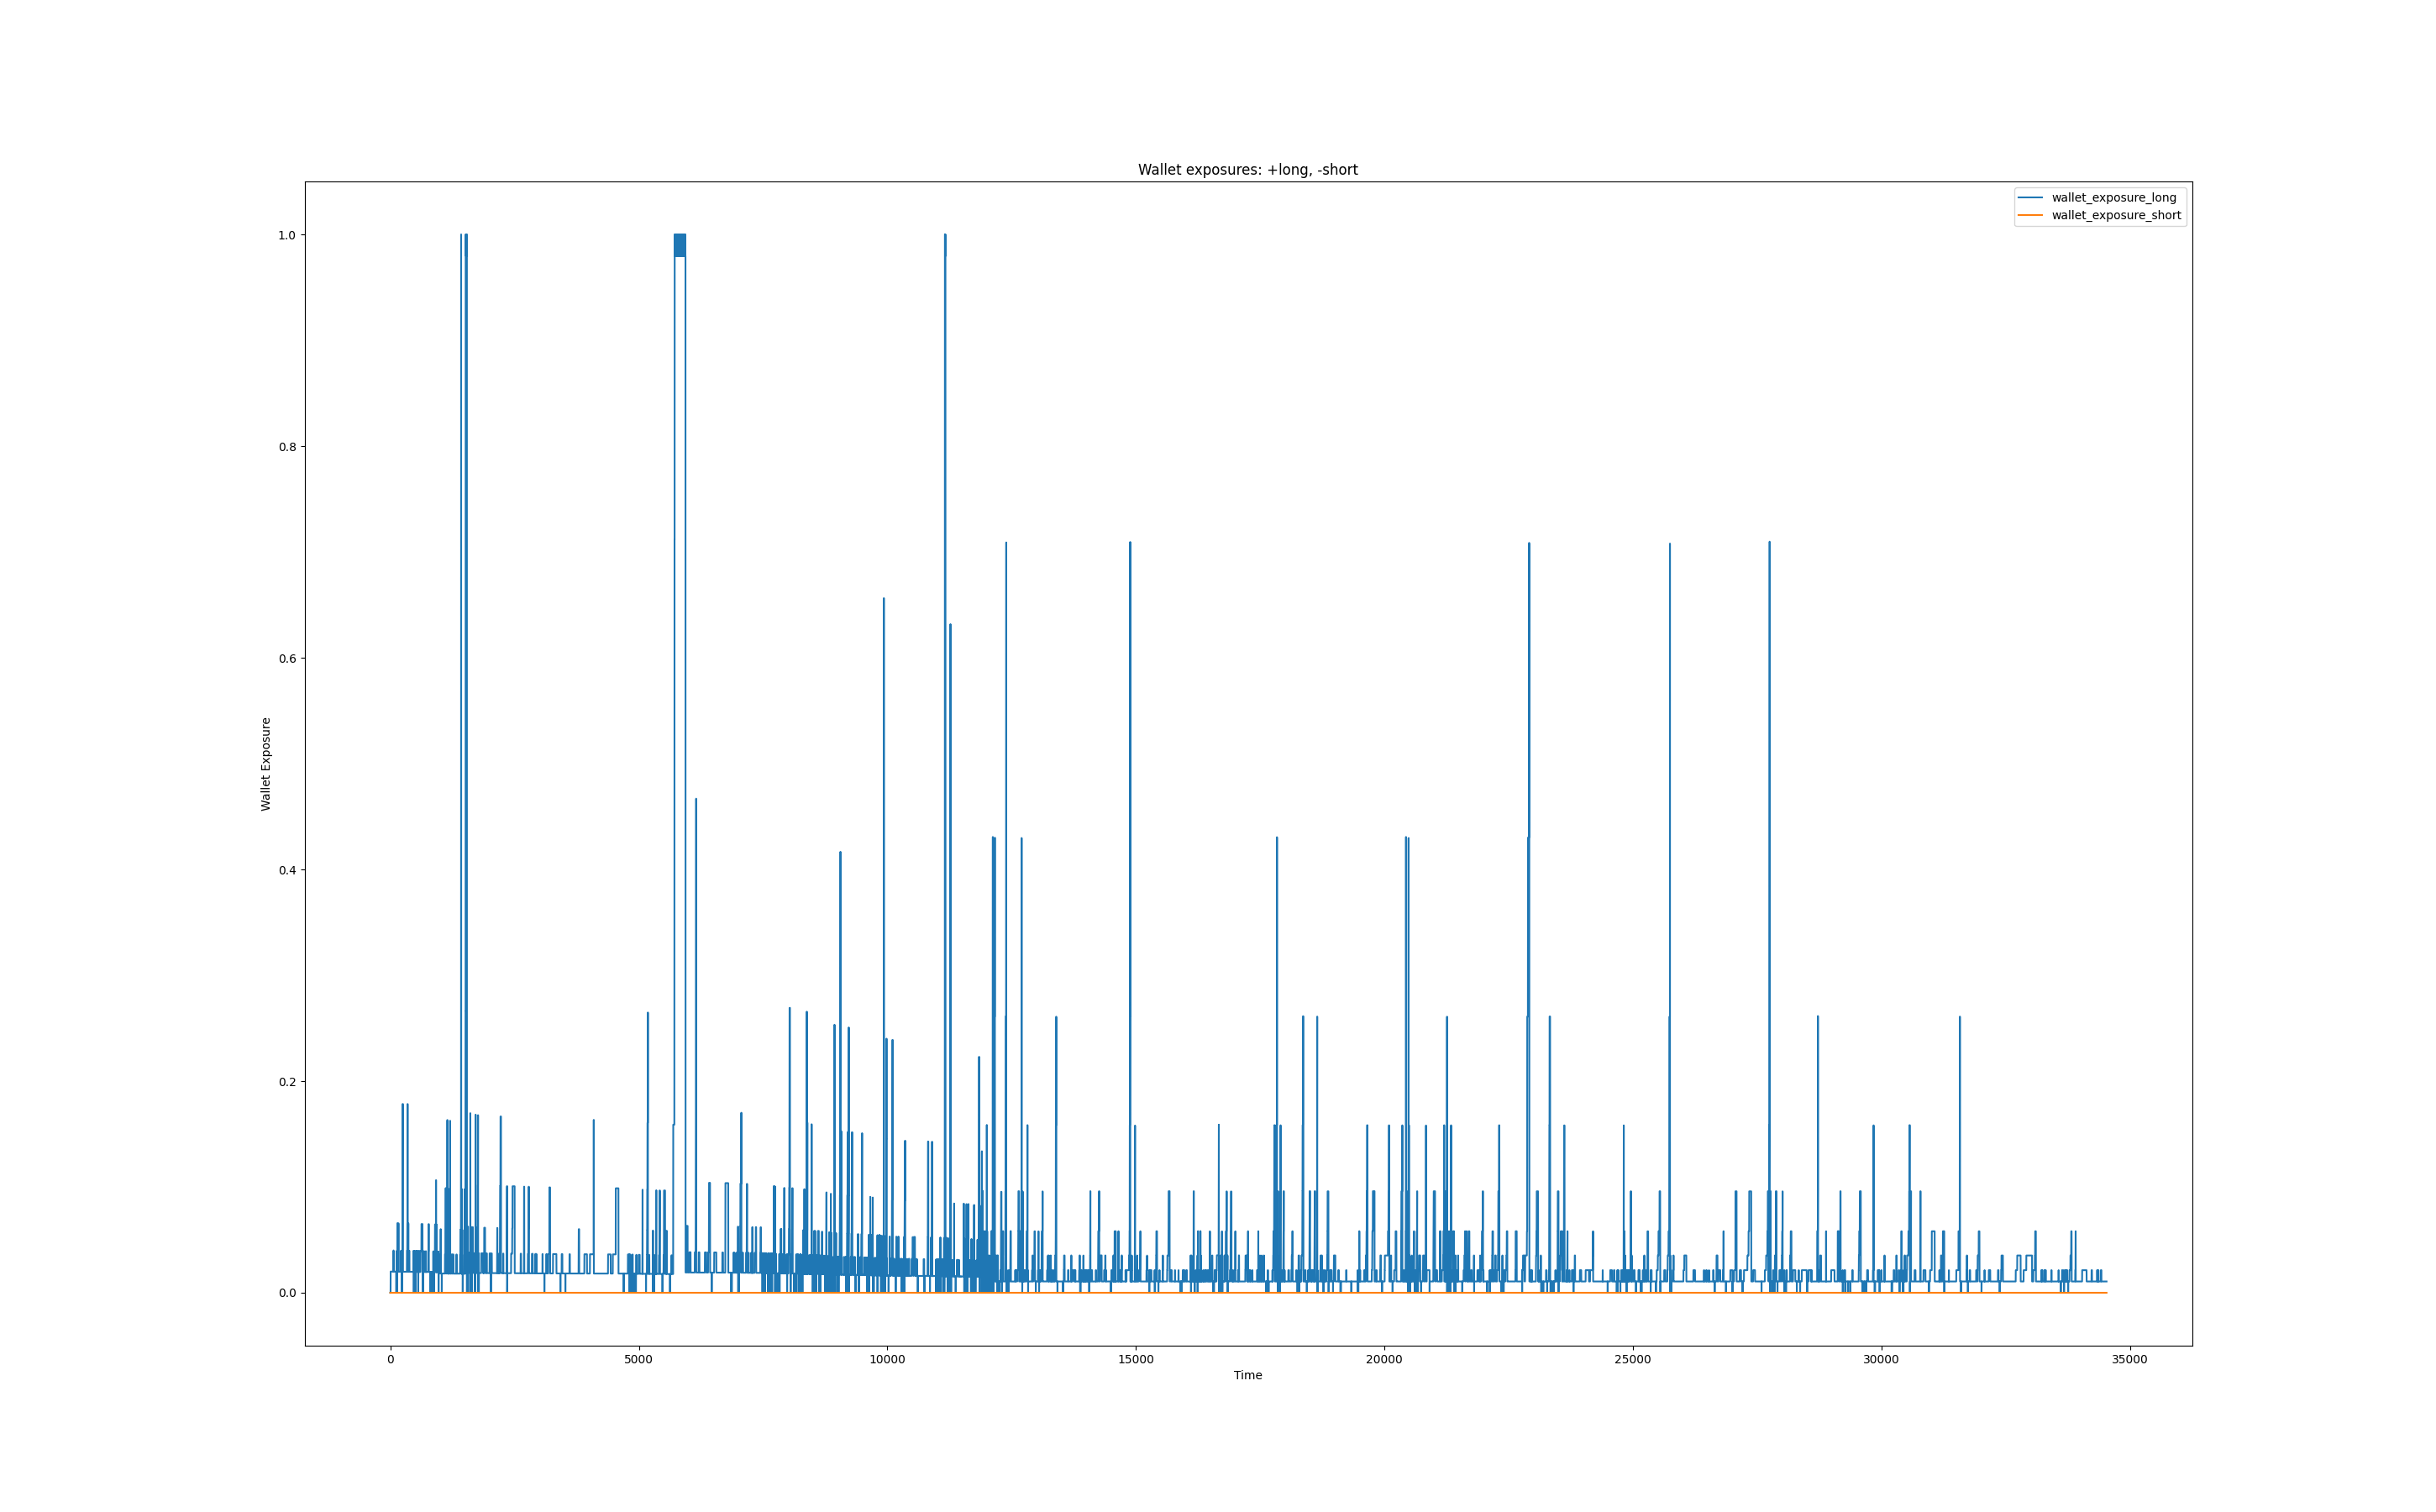 Wallet exposures: +long, -short
wallet_exposure_long
wallet_exposure_short
1.0
0.8
0.6
0.4
0.2
0.0
Wallet Exposure
0 5000 10000 15000 20000 25000 30000 35000
Time